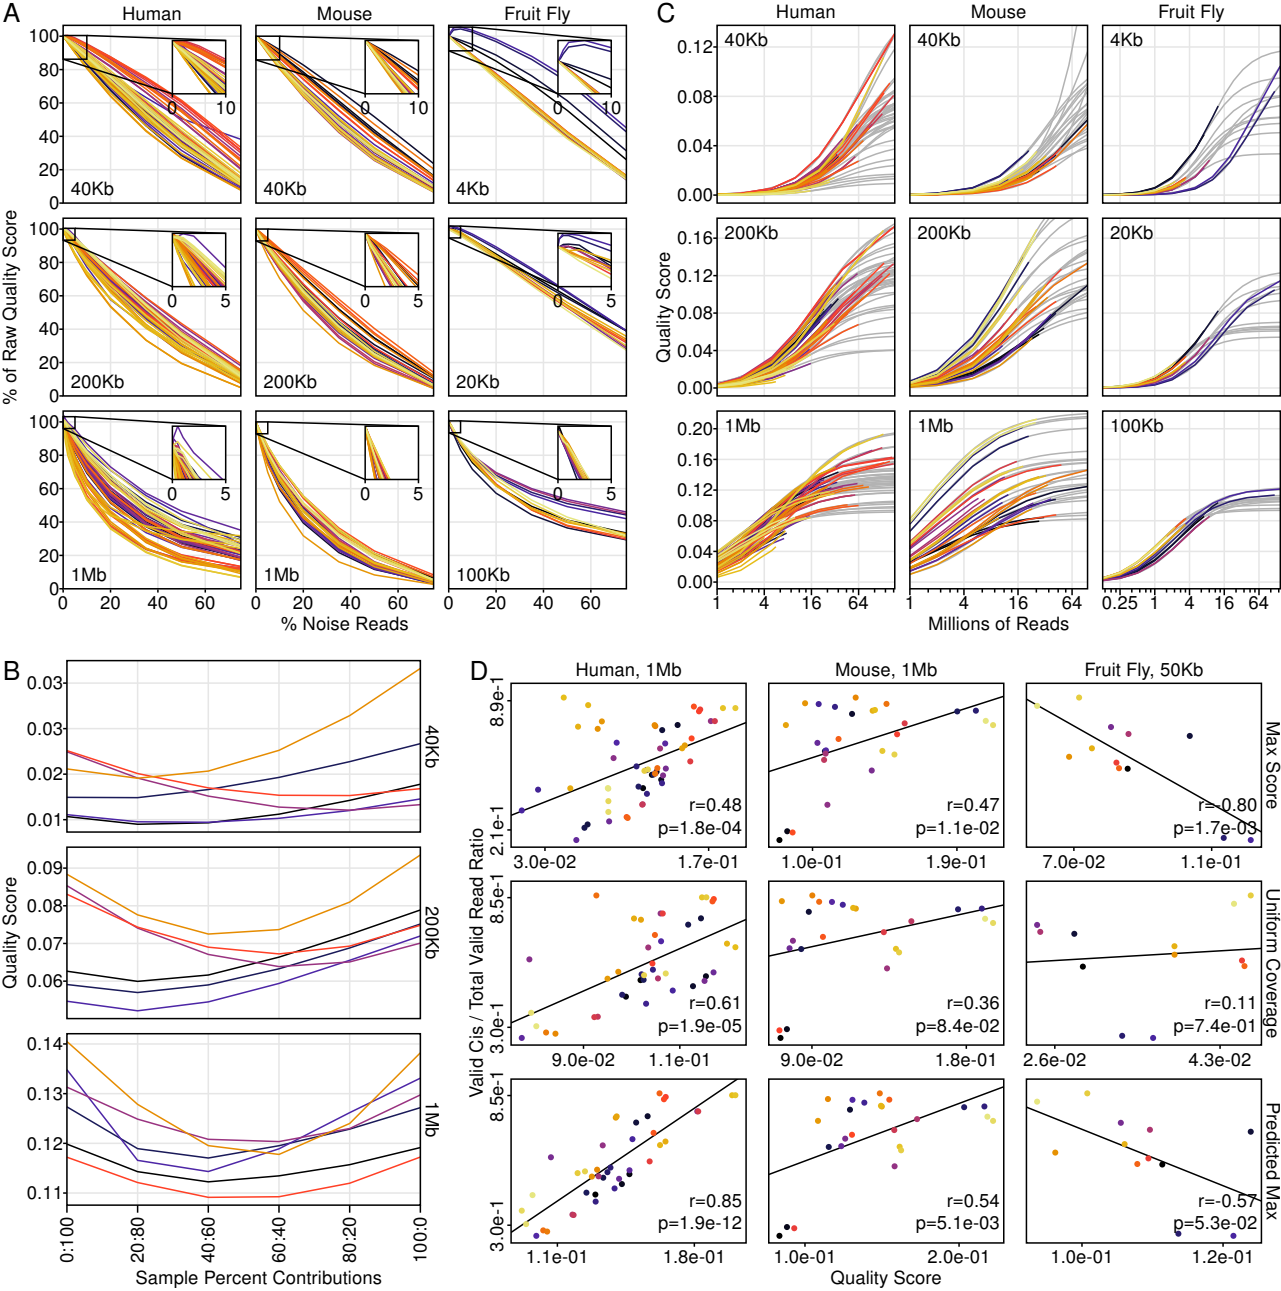 A
Human
Mouse
Fruit Fly
% of Raw Quality Score
100
80
60
40
20
0
0
10
40Kb
0
10
40Kb
0
10
4Kb
100
80
60
40
20
0
0
5
200Kb
0
5
200Kb
0
5
20Kb
100
80
60
40
20
0
0
5
1Mb
0
5
1Mb
0
5
100Kb
0 20 40 60
0 20 40 60
0 20 40 60
% Noise Reads
C
Human
Mouse
Fruit Fly
Quality Score
0.12
0.08
0.04
0.00
40Kb
40Kb
4Kb
0.16
0.12
0.08
0.04
0.00
200Kb
200Kb
20Kb
0.20
0.16
0.12
0.08
0.04
0.00
1Mb
1Mb
100Kb
1 4 16 64
1 4 16 64
0.25 1 4 16 64
Millions of Reads
B
Quality Score
0.03
0.03
0.02
0.01
40Kb
0.09
0.08
0.07
0.06
200Kb
0.14
0.13
0.12
0.11
1Mb
0:100
20:80
40:60
60:40
80:20
100:0
Sample Percent Contributions
D
Human, 1Mb
Mouse, 1Mb
Fruit Fly, 50Kb
Valid Cis / Total Valid Read Ratio
8.9e-1
2.1e-1
r=0.48
p=1.8e-04
3.0e-02
1.7e-01
r=0.47
p=1.1e-02
1.0e-01
1.9e-01
r=-0.80
p=1.7e-03
7.0e-02
1.1e-01
Max Score
8.5e-1
3.0e-1
r=0.61
p=1.9e-05
9.0e-02
1.1e-01
r=0.36
p=8.4e-02
9.0e-02
1.8e-01
r=0.11
p=7.4e-01
2.6e-02
4.3e-02
Uniform Coverage
8.5e-1
3.0e-1
r=0.85
p=1.9e-12
1.1e-01
1.8e-01
r=0.54
p=5.1e-03
1.0e-01
2.0e-01
r=-0.57
p=5.3e-02
1.0e-01
1.2e-01
Predicted Max
Quality Score